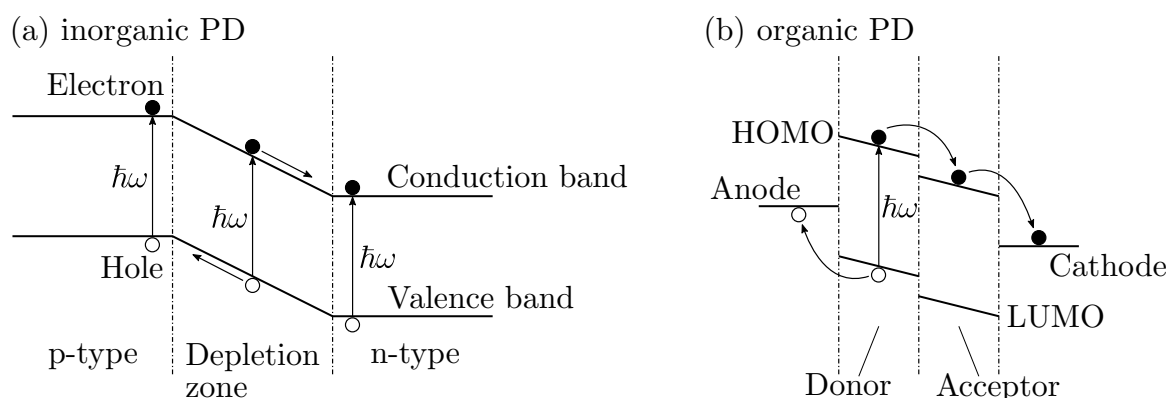 (a) inorganic PD
Electron
ħω
ħω
ħω
Hole
Conduction band
Valence band
p-type
Depletion
zone
n-type
(b) organic PD
HOMO
Anode
ħω
Cathode
LUMO
Donor
Acceptor